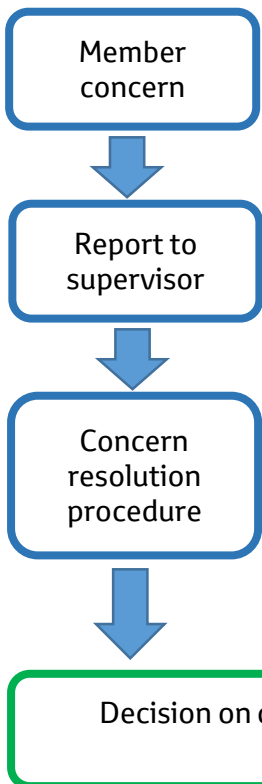 Member
concern
Report to
supervisor
Concern
resolution
procedure
Decision on